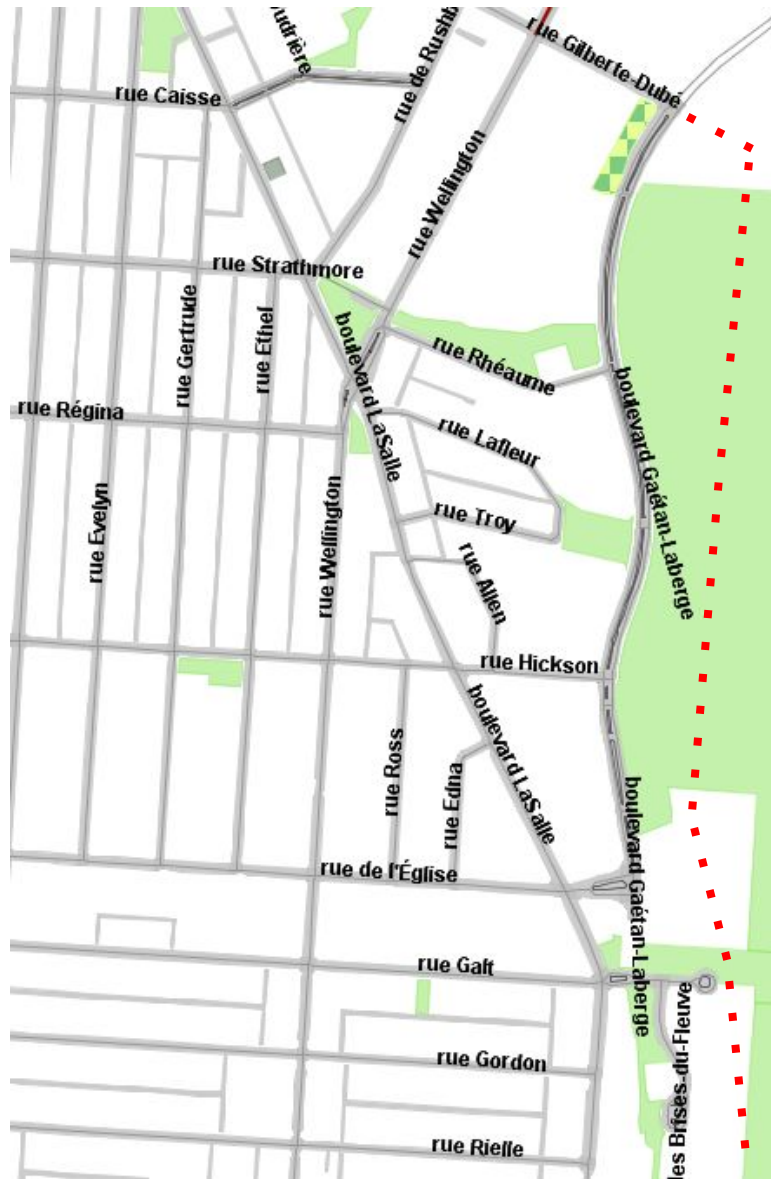 rue Gilberte-Dubé
udrière
rue de Rushb
rue Caisse
rue Wellington
rue Strathmore
rue Gertrude
rue Ethel
boulevard LaSalle
rue Rhéaume
boulevard Gaétan-Laberge
rue Régina
rue Lafleur
rue Evelyn
rue Wellington
rue Troy
rue Allen
rue Hickson
boulevard LaSalle
rue Ross
rue Edna
boulevard Gaétan-Laberge
rue de l'Église
rue Galt
rue Gordon
des Brises-du-Fleuve
rue Rielle